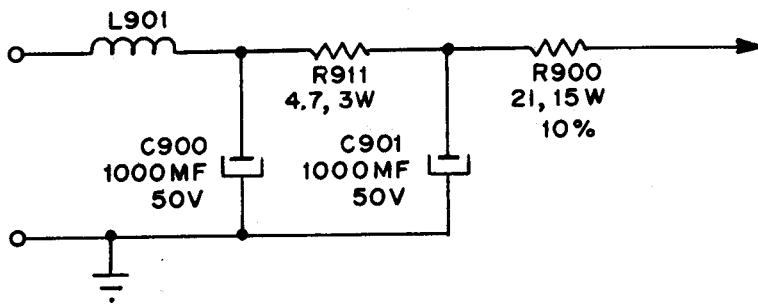 L901
R911
4.7, 3W
R900
21, 15W
10%
C900
1000MF
50V
C901
1000MF
50V